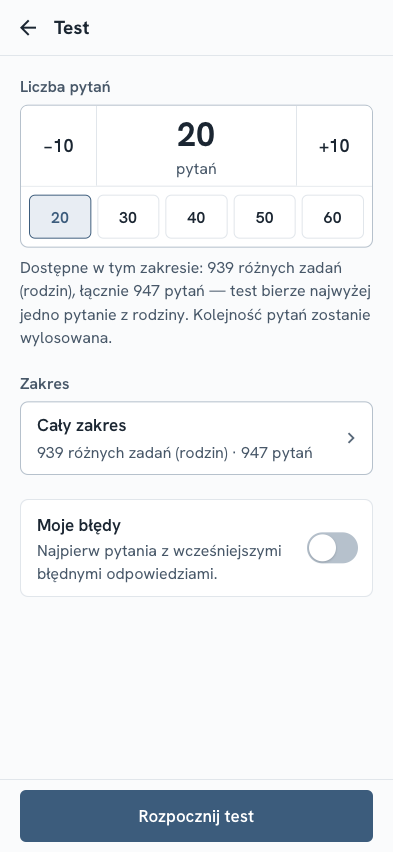 Test
Liczba pytań
–10
20
pytań
+10
20
30
40
50
60
Dostępne w tym zakresie: 939 różnych zadań
(rodzin), łącznie 947 pytań — test bierze najwyżej
jedno pytanie z rodziny. Kolejność pytań zostanie
wylosowana.
Zakres
Cały zakres
939 różnych zadań (rodzin) · 947 pytań
Moje błędy
Najpierw pytania z wcześniejszymi
błędnymi odpowiedziami.
Rozpocznij test